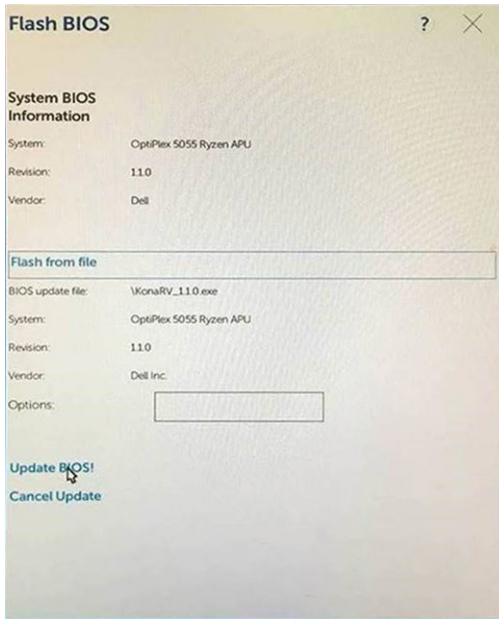 Flash BIOS ?
System BIOS
Information
System: OptiPlex 5055 Ryzen APU
Revision: 1.1.0
Vendor: Dell
Flash from file
BIOS update file: \KonaRV_1.1.0.exe
System: OptiPlex 5055 Ryzen APU
Revision: 1.1.0
Vendor: Dell Inc.
Options:
Update BIOS!
Cancel Update